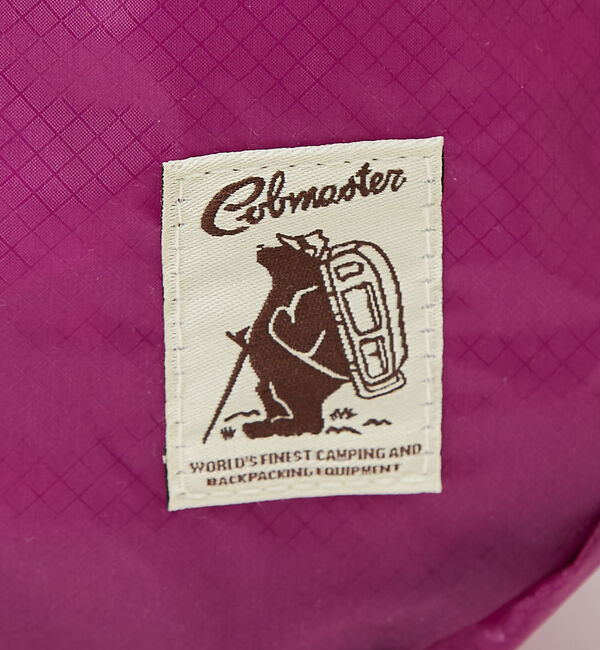 Cobmaster
WORLD'S FINEST CAMPING AND
BACKPACKING EQUIPMENT